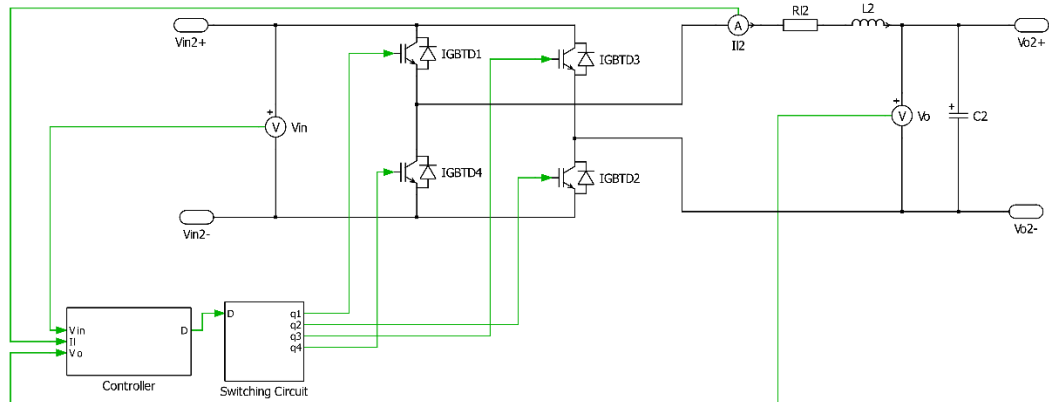 Vin2+
IGBTD1
IGBTD3
A
Il2
Rl2
L2
Vo2+
+
V
Vin
+
V
Vo
+
C2
IGBTD4
IGBTD2
Vin2-
Vo2-
Vin
Il
Vo
D
Controller
D
q1
q2
q3
q4
Switching Circuit